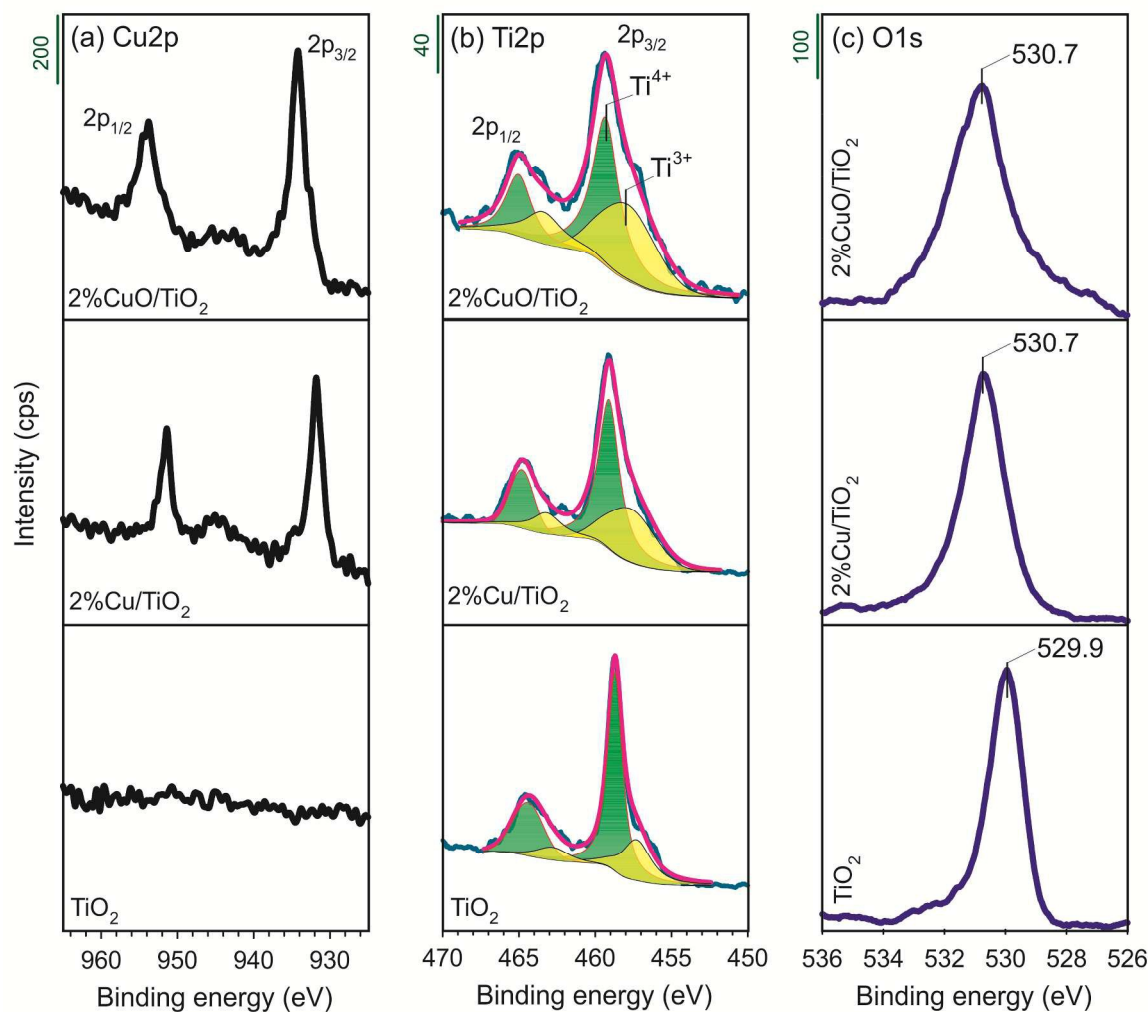 200
(a) Cu2p
2p3/2
2p1/2
2%CuO/TiO2
2%Cu/TiO2
TiO2
960 950 940 930
Binding energy (eV)
Intensity (cps)
40
(b) Ti2p
2p3/2
Ti4+
2p1/2
Ti3+
2%CuO/TiO2
2%Cu/TiO2
TiO2
470 465 460 455 450
Binding energy (eV)
100
(c) O1s
530.7
2%CuO/TiO2
530.7
2%Cu/TiO2
529.9
TiO2
536 534 532 530 528 526
Binding energy (eV)